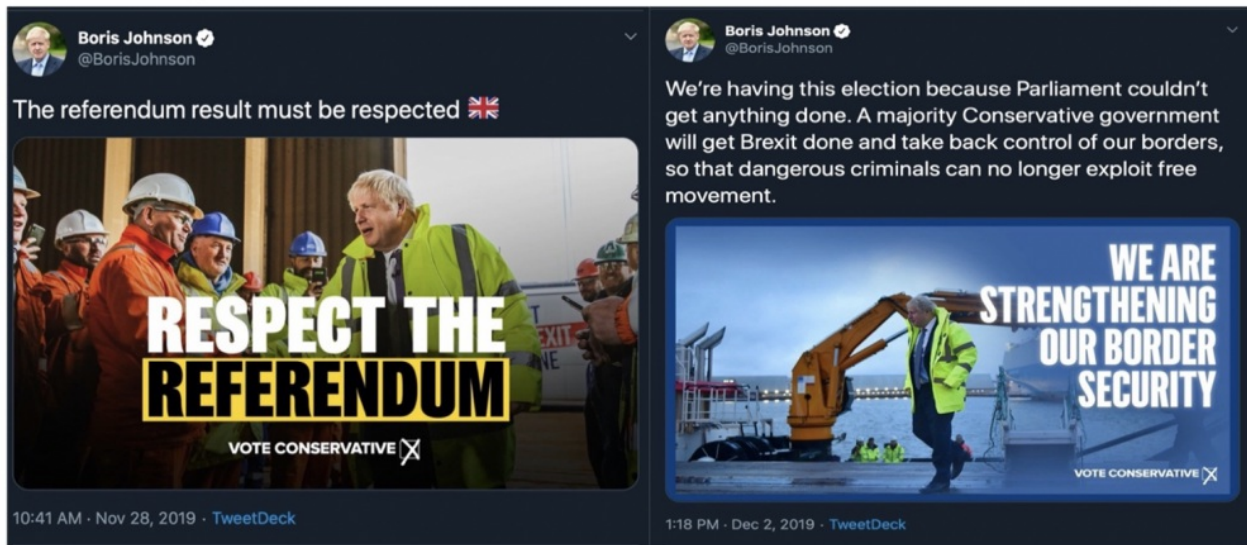 Boris Johnson
@BorisJohnson
The referendum result must be respected 🇬🇧
EXIT
NE
RESPECT THE
REFERENDUM
VOTE CONSERVATIVE
10:41 AM · Nov 28, 2019 · TweetDeck
Boris Johnson
@BorisJohnson
We're having this election because Parliament couldn't
get anything done. A majority Conservative government
will get Brexit done and take back control of our borders,
so that dangerous criminals can no longer exploit free
movement.
WE ARE
STRENGTHENING
OUR BORDER
SECURITY
VOTE CONSERVATIVE
1:18 PM · Dec 2, 2019 · TweetDeck